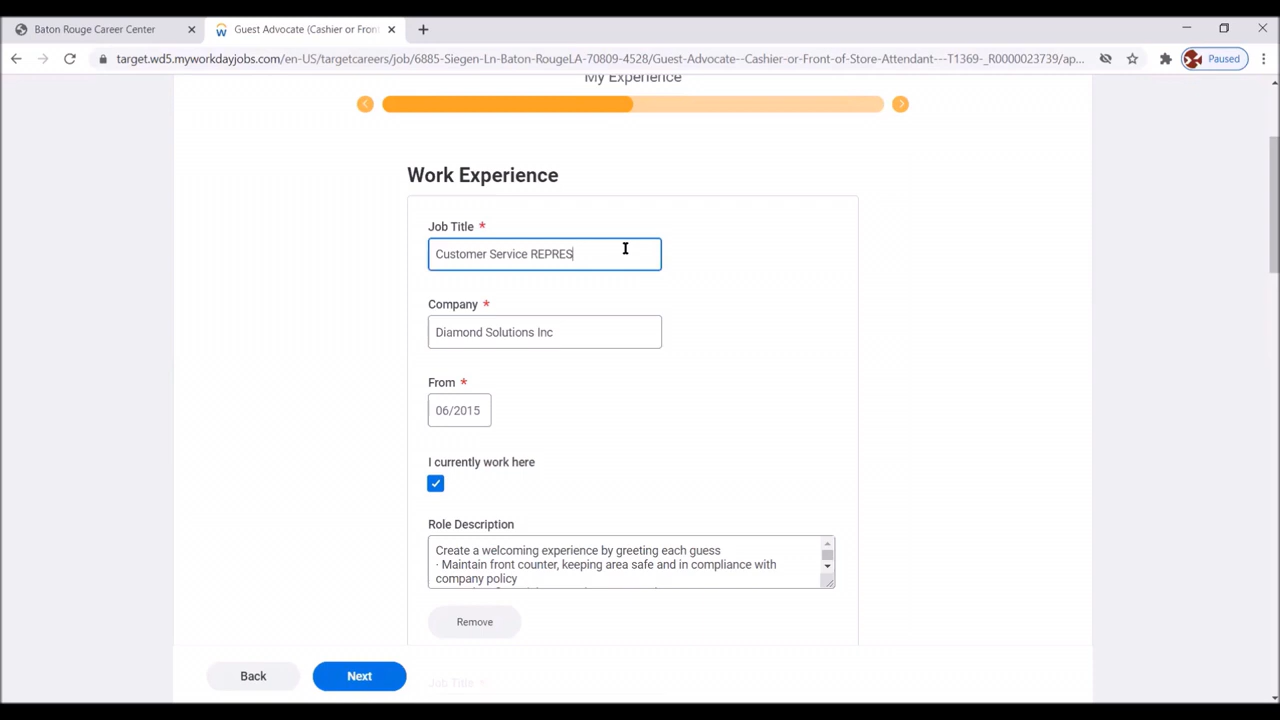 Baton Rouge Career Center
Guest Advocate (Cashier or Front
target.wd5.myworkdayjobs.com/en-US/targetcareers/job/6885-Siegen-Ln-Baton-RougeLA-70809-4528/Guest-Advocate--Cashier-or-Front-of-Store-Attendant---T1369-_R0000023739/ap...
Paused
My Experience
Work Experience
Job Title *
Customer Service REPRES
Company *
Diamond Solutions Inc
From *
06/2015
I currently work here
Role Description
Create a welcoming experience by greeting each guess
· Maintain front counter, keeping area safe and in compliance with
company policy
Remove
Back
Next
Job Title *